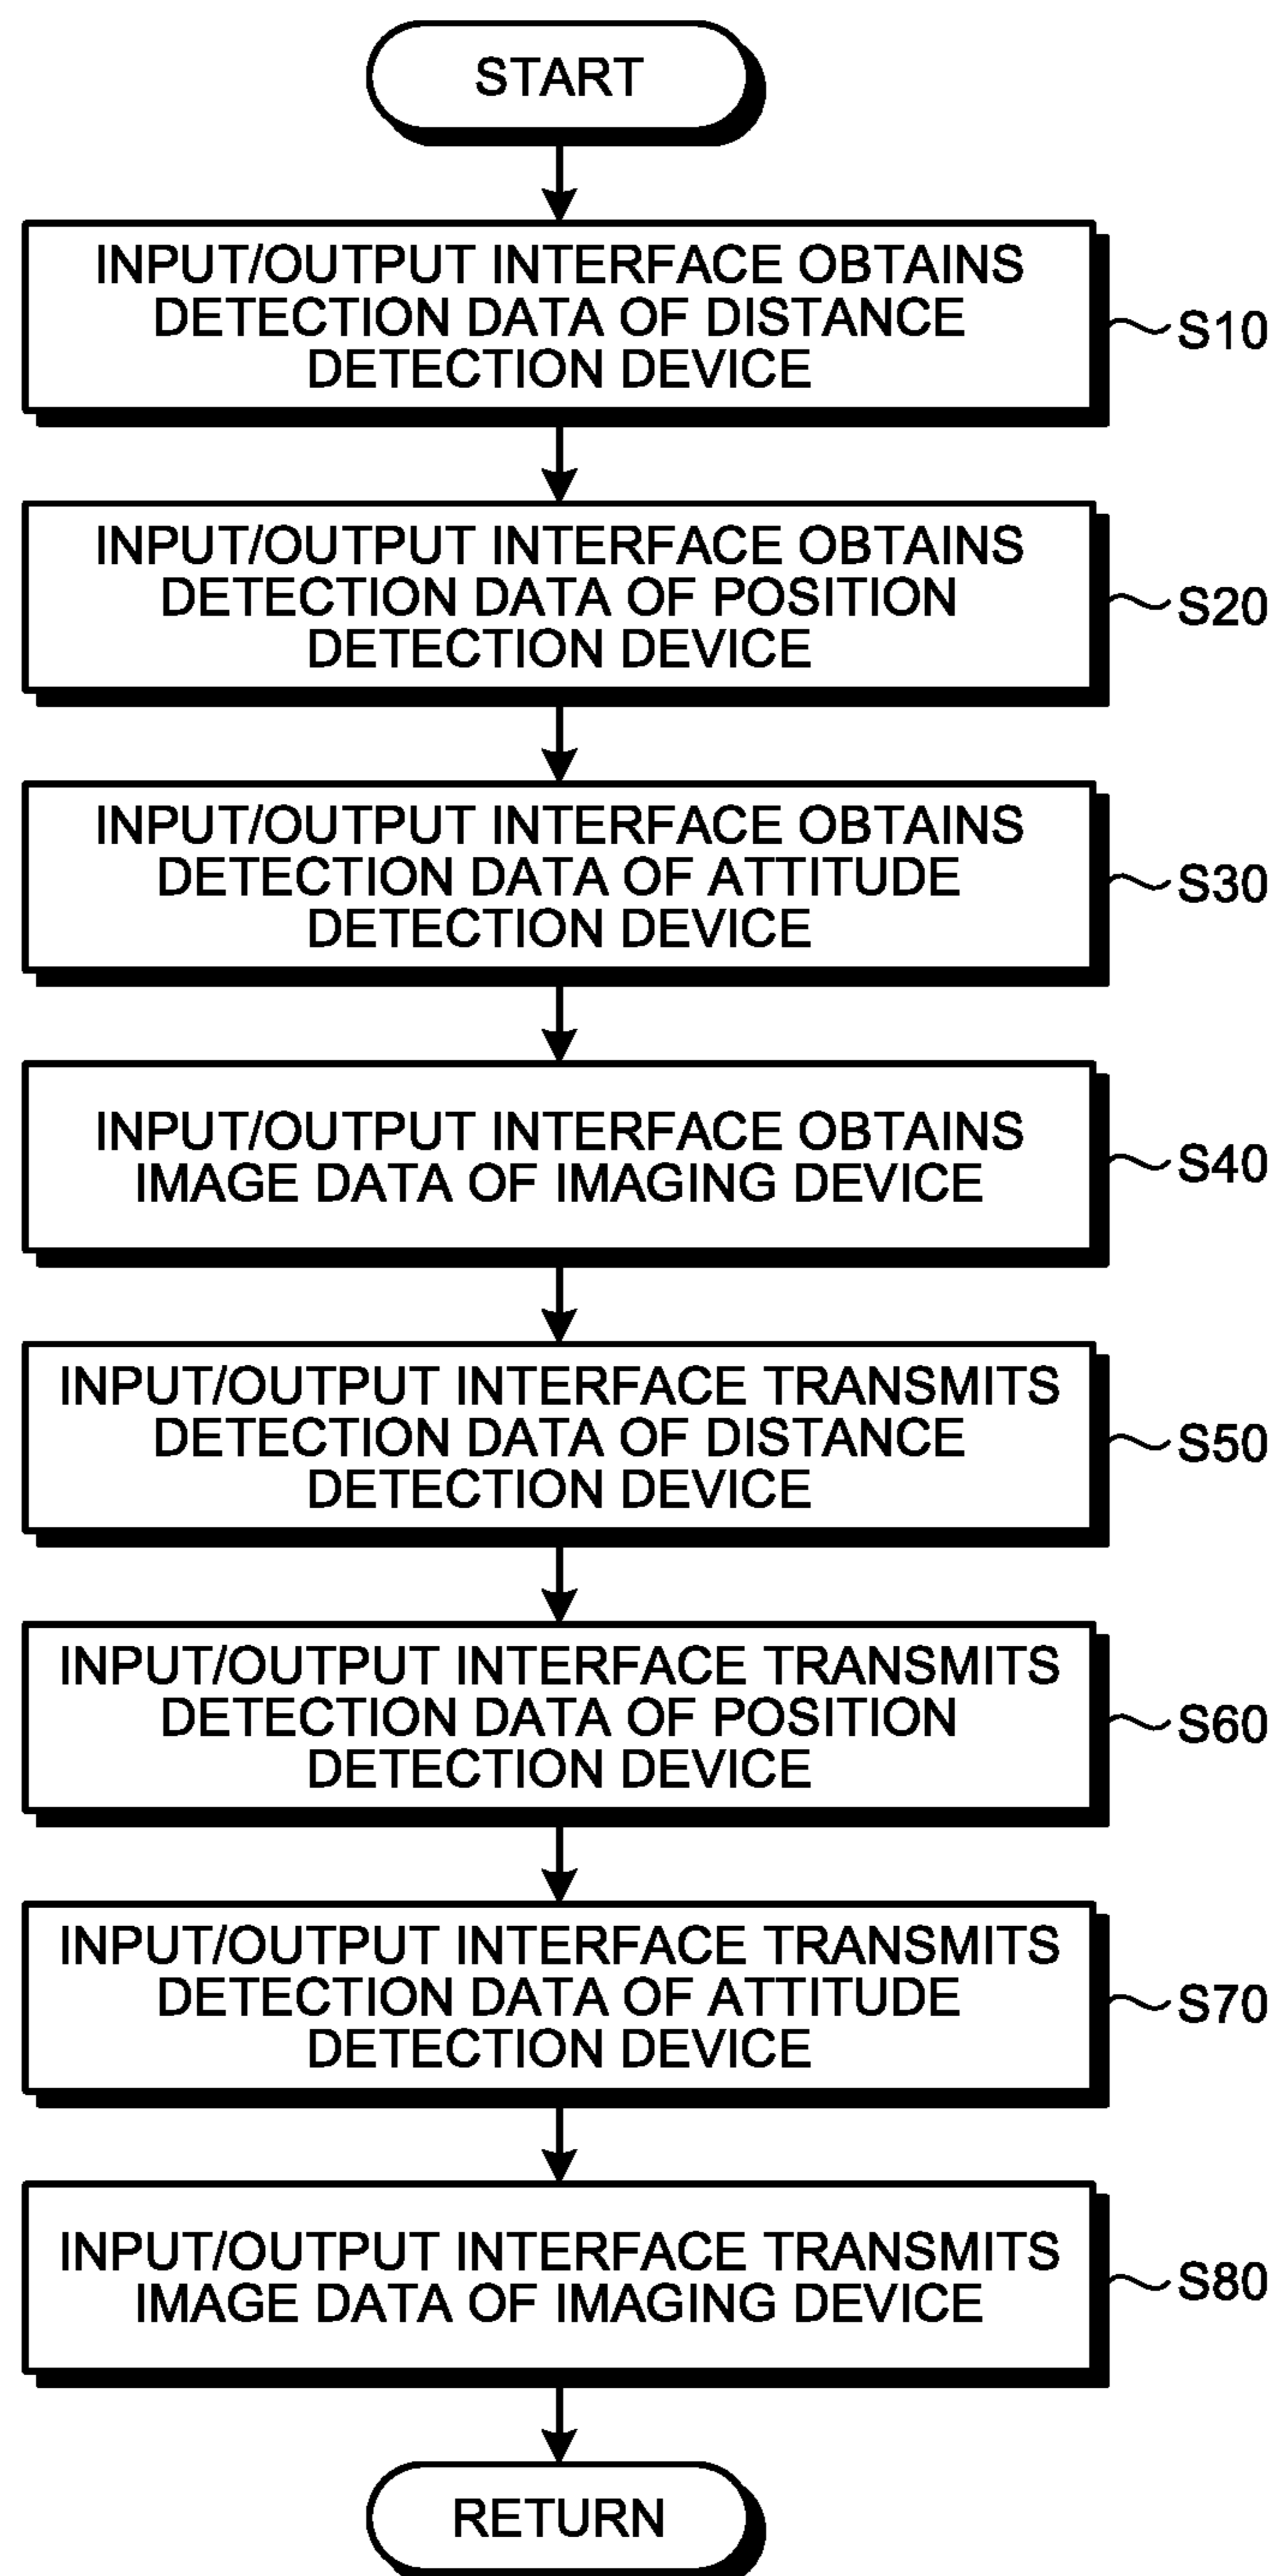 START
INPUT/OUTPUT INTERFACE OBTAINS
DETECTION DATA OF DISTANCE
DETECTION DEVICE
S10
INPUT/OUTPUT INTERFACE OBTAINS
DETECTION DATA OF POSITION
DETECTION DEVICE
S20
INPUT/OUTPUT INTERFACE OBTAINS
DETECTION DATA OF ATTITUDE
DETECTION DEVICE
S30
INPUT/OUTPUT INTERFACE OBTAINS
IMAGE DATA OF IMAGING DEVICE
S40
INPUT/OUTPUT INTERFACE TRANSMITS
DETECTION DATA OF DISTANCE
DETECTION DEVICE
S50
INPUT/OUTPUT INTERFACE TRANSMITS
DETECTION DATA OF POSITION
DETECTION DEVICE
S60
INPUT/OUTPUT INTERFACE TRANSMITS
DETECTION DATA OF ATTITUDE
DETECTION DEVICE
S70
INPUT/OUTPUT INTERFACE TRANSMITS
IMAGE DATA OF IMAGING DEVICE
S80
RETURN